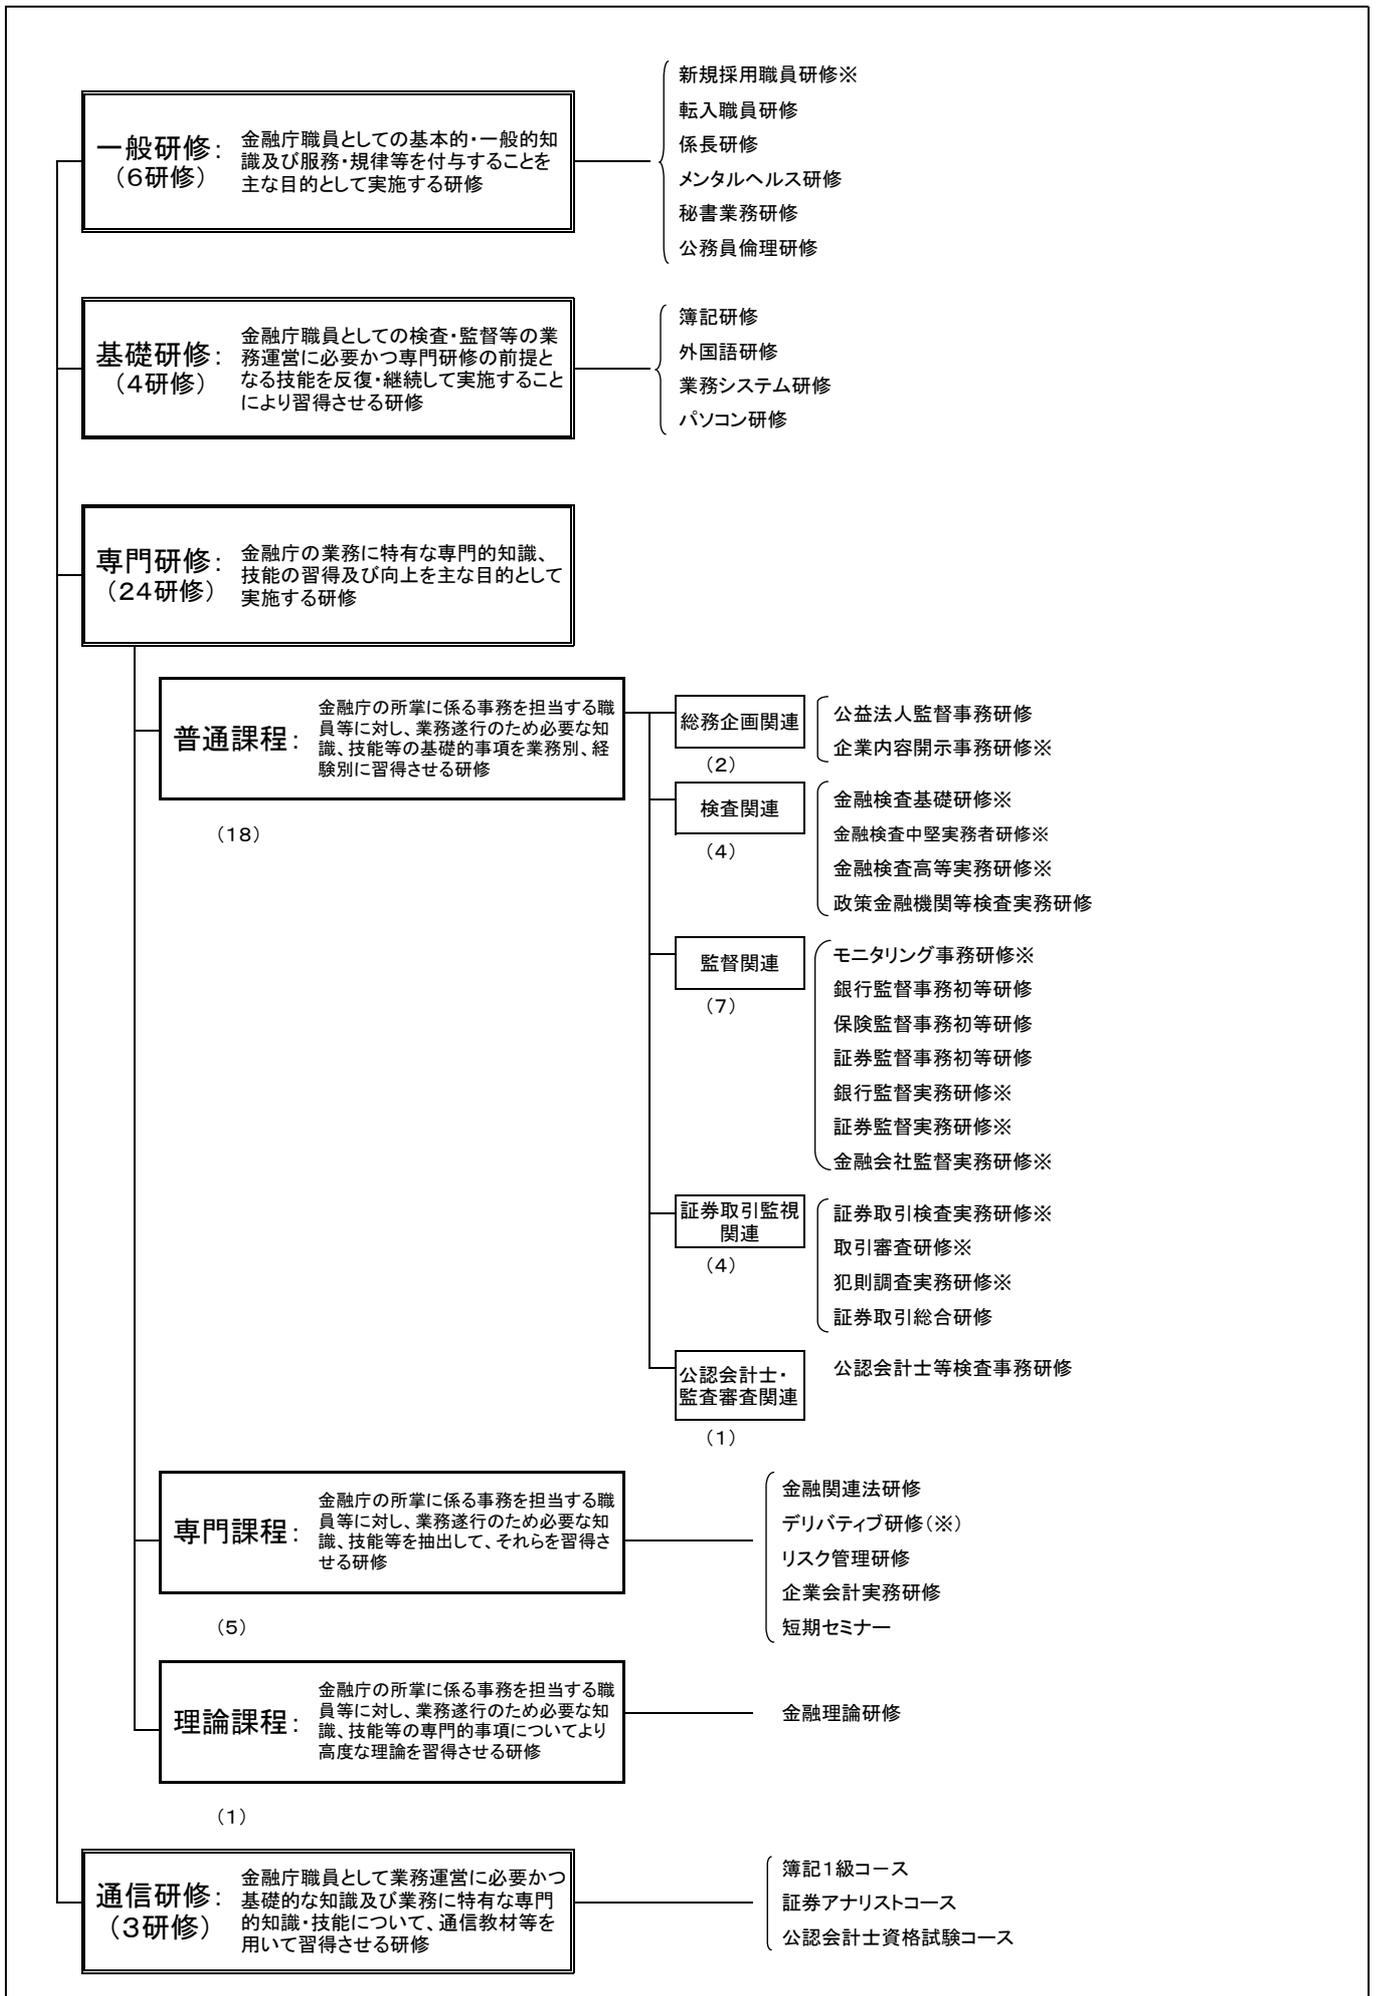 一般研修：
（６研修）
金融庁職員としての基本的・一般的知
識及び服務・規律等を付与することを
主な目的として実施する研修
新規採用職員研修※
転入職員研修
係長研修
メンタルヘルス研修
秘書業務研修
公務員倫理研修
基礎研修：
（４研修）
金融庁職員としての検査・監督等の業
務運営に必要かつ専門研修の前提と
なる技能を反復・継続して実施すること
により習得させる研修
簿記研修
外国語研修
業務システム研修
パソコン研修
専門研修：
（２４研修）
金融庁の業務に特有な専門的知識、
技能の習得及び向上を主な目的として
実施する研修
普通課程：
金融庁の所掌に係る事務を担当する職
員等に対し、業務遂行のため必要な知
識、技能等の基礎的事項を業務別、経
験別に習得させる研修
（１８）
総務企画関連
（２）
公益法人監督事務研修
企業内容開示事務研修※
検査関連
（４）
金融検査基礎研修※
金融検査中堅実務者研修※
金融検査高等実務研修※
政策金融機関等検査実務研修
監督関連
（７）
モニタリング事務研修※
銀行監督事務初等研修
保険監督事務初等研修
証券監督事務初等研修
銀行監督実務研修※
証券監督実務研修※
金融会社監督実務研修※
証券取引監視
関連
（４）
証券取引検査実務研修※
取引審査研修※
犯則調査実務研修※
証券取引総合研修
公認会計士・
監査審査関連
（１）
公認会計士等検査事務研修
専門課程：
金融庁の所掌に係る事務を担当する職
員等に対し、業務遂行のため必要な知
識、技能等を抽出して、それらを習得さ
せる研修
（５）
金融関連法研修
デリバティブ研修（※）
リスク管理研修
企業会計実務研修
短期セミナー
理論課程：
金融庁の所掌に係る事務を担当する職
員等に対し、業務遂行のため必要な知
識、技能等の専門的事項についてより
高度な理論を習得させる研修
（１）
金融理論研修
通信研修：
（３研修）
金融庁職員として業務運営に必要かつ
基礎的な知識及び業務に特有な専門
的知識・技能について、通信教材等を
用いて習得させる研修
簿記１級コース
証券アナリストコース
公認会計士資格試験コース